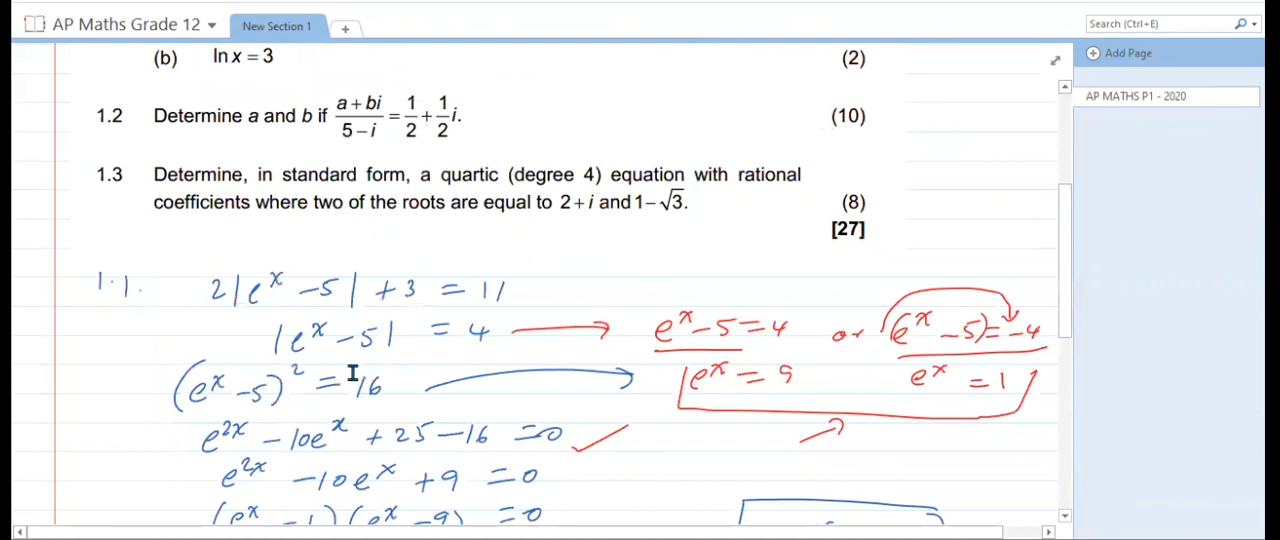 AP Maths Grade 12 New Section 1 Search (Ctrl+E)
Add Page
AP MATHS P1 - 2020
(b) ln x = 3 (2)
1.2 Determine a and b if (a + bi)/(5 − i) = 1/2 + 1/2 i. (10)
1.3 Determine, in standard form, a quartic (degree 4) equation with rational
coefficients where two of the roots are equal to 2 + i and 1 − √3. (8)
[27]
1.1. 2|e^x − 5| + 3 = 11
|e^x − 5| = 4 → e^x − 5 = 4 or (e^x − 5) = −4
(e^x − 5)^2 = 16 → e^x = 9 e^x = 1
e^2x − 10e^x + 25 − 16 = 0 ✓
e^2x − 10e^x + 9 = 0
(e^x − 1)(e^x − 9) = 0